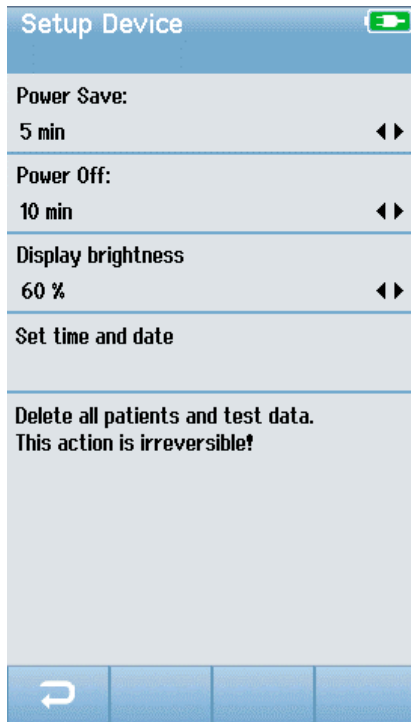 Setup Device
Power Save:
5 min
Power Off:
10 min
Display brightness
60 %
Set time and date
Delete all patients and test data.
This action is irreversible!